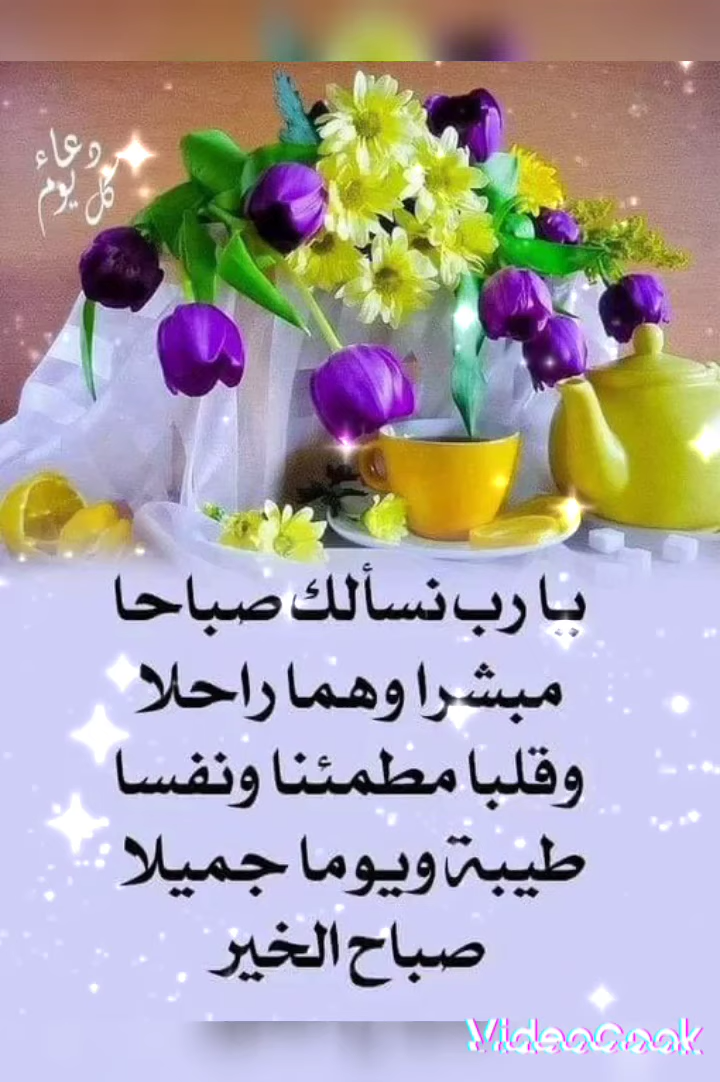 دعاء
كل يوم
يا رب نسألك صباحا
مبشرا وهما راحلا
وقلبا مطمئنا ونفسا
طيبة ويوما جميلا
صباح الخير
VideoCook